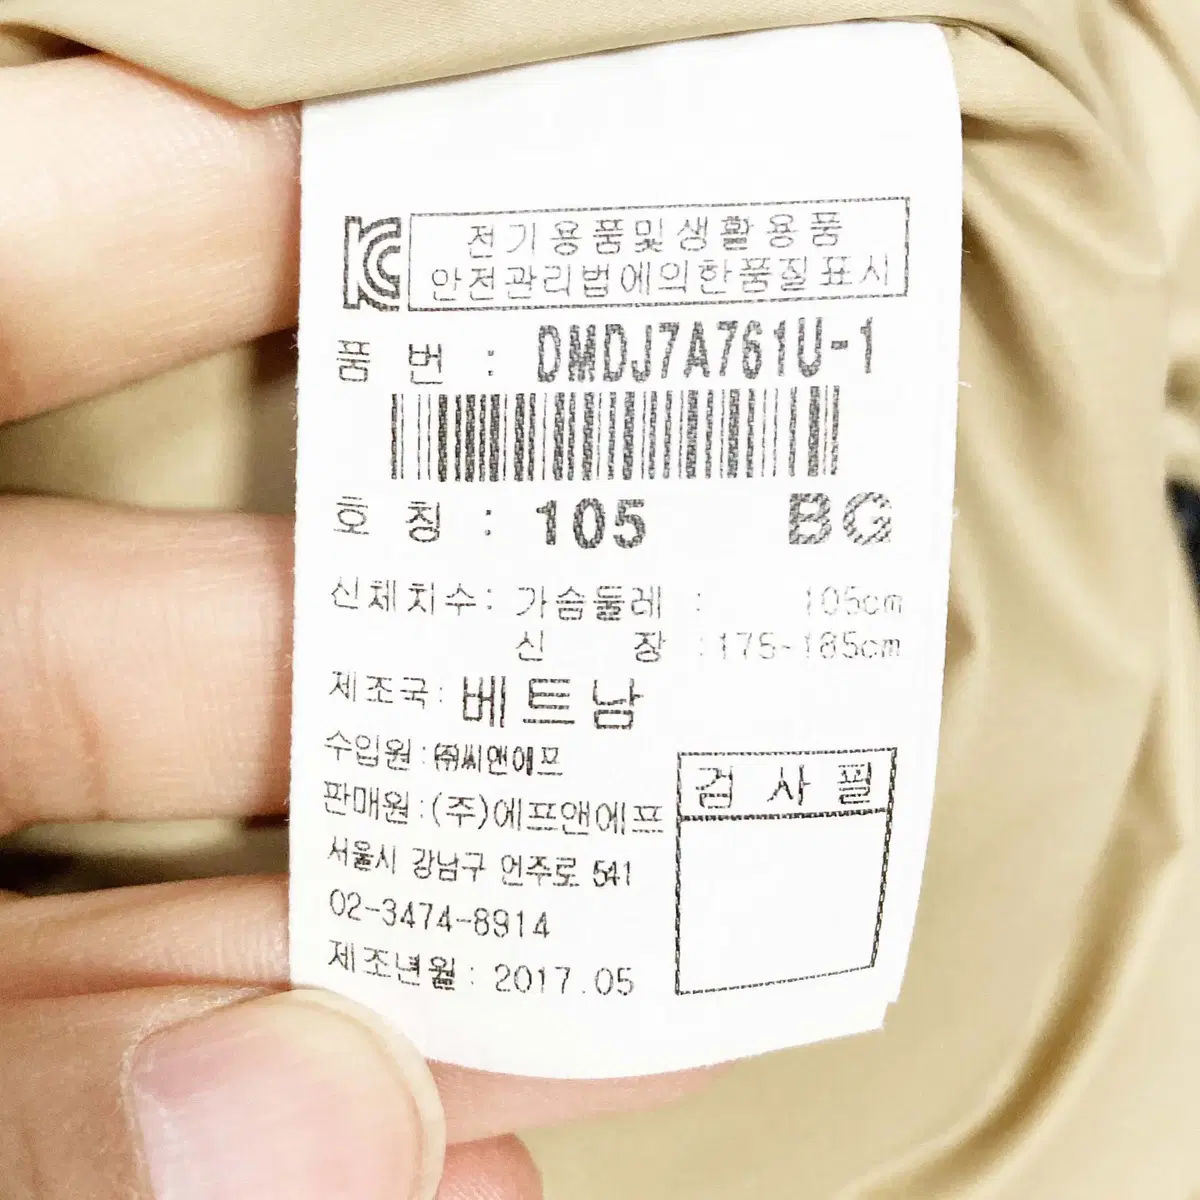 KC 전기용품및생활용품
안전관리법에의한품질표시
품 번 : DMDJ7A761U-1
호 칭 : 105 BG
신체치수: 가슴둘레 : 105cm
신 장 :175-185cm
제조국: 베트남
수입원 : ㈜씨앤에프
판매원 : (주)에프앤에프
서울시 강남구 언주로 541
02-3474-8914
제조년월 : 2017.05
검 사 필